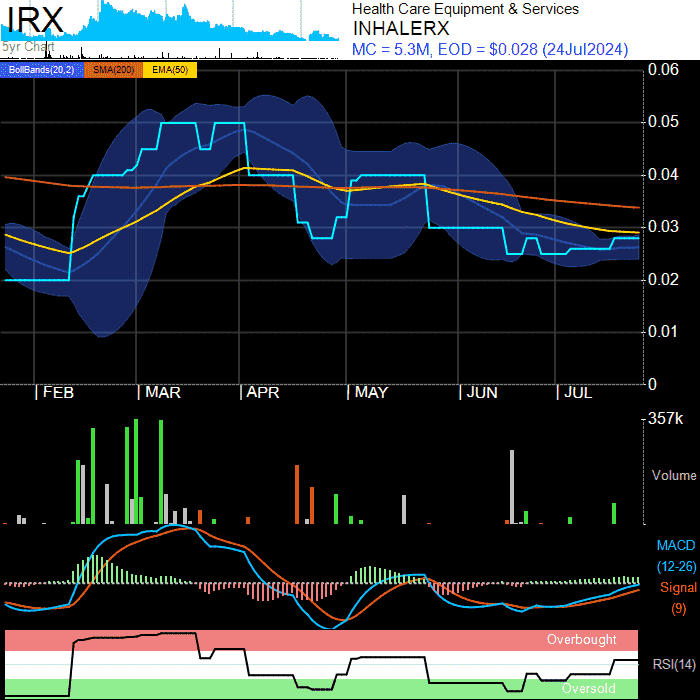 IRX
5yr Chart
Health Care Equipment & Services
INHALERX
MC = 5.3M, EOD = $0.028 (24Jul2024)
BollBands(20,2) SMA(200) EMA(50)
0.06
0.05
0.04
0.03
0.02
0.01
0
| FEB | MAR | APR | MAY | JUN | JUL
357k
Volume
MACD
(12-26)
Signal
(9)
Overbought
RSI(14)
Oversold